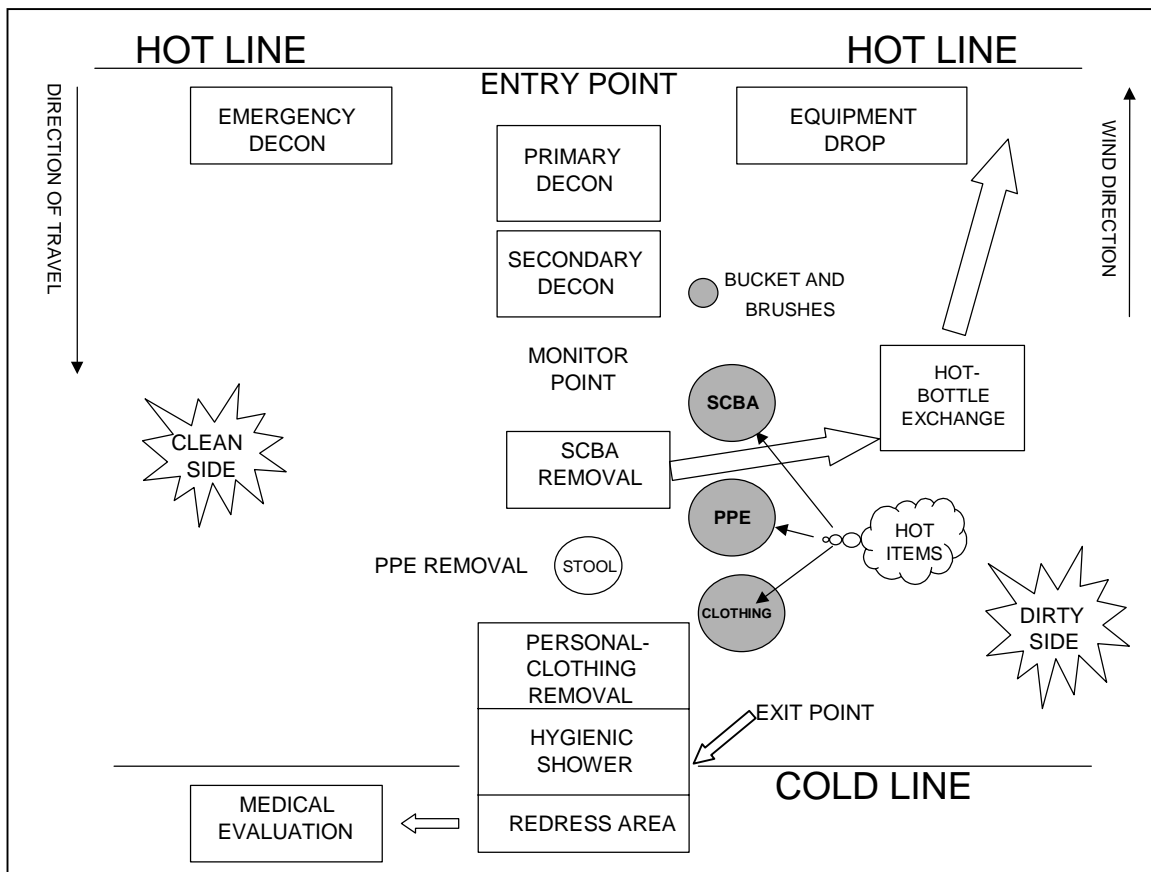 HOT LINE
HOT LINE
ENTRY POINT
DIRECTION OF TRAVEL
EMERGENCY
DECON
PRIMARY
DECON
EQUIPMENT
DROP
WIND DIRECTION
SECONDARY
DECON
BUCKET AND
BRUSHES
MONITOR
POINT
HOT-
BOTTLE
EXCHANGE
SCBA
CLEAN
SIDE
SCBA
REMOVAL
PPE
HOT
ITEMS
PPE REMOVAL
STOOL
CLOTHING
DIRTY
SIDE
PERSONAL-
CLOTHING
REMOVAL
EXIT POINT
HYGIENIC
SHOWER
COLD LINE
MEDICAL
EVALUATION
REDRESS AREA